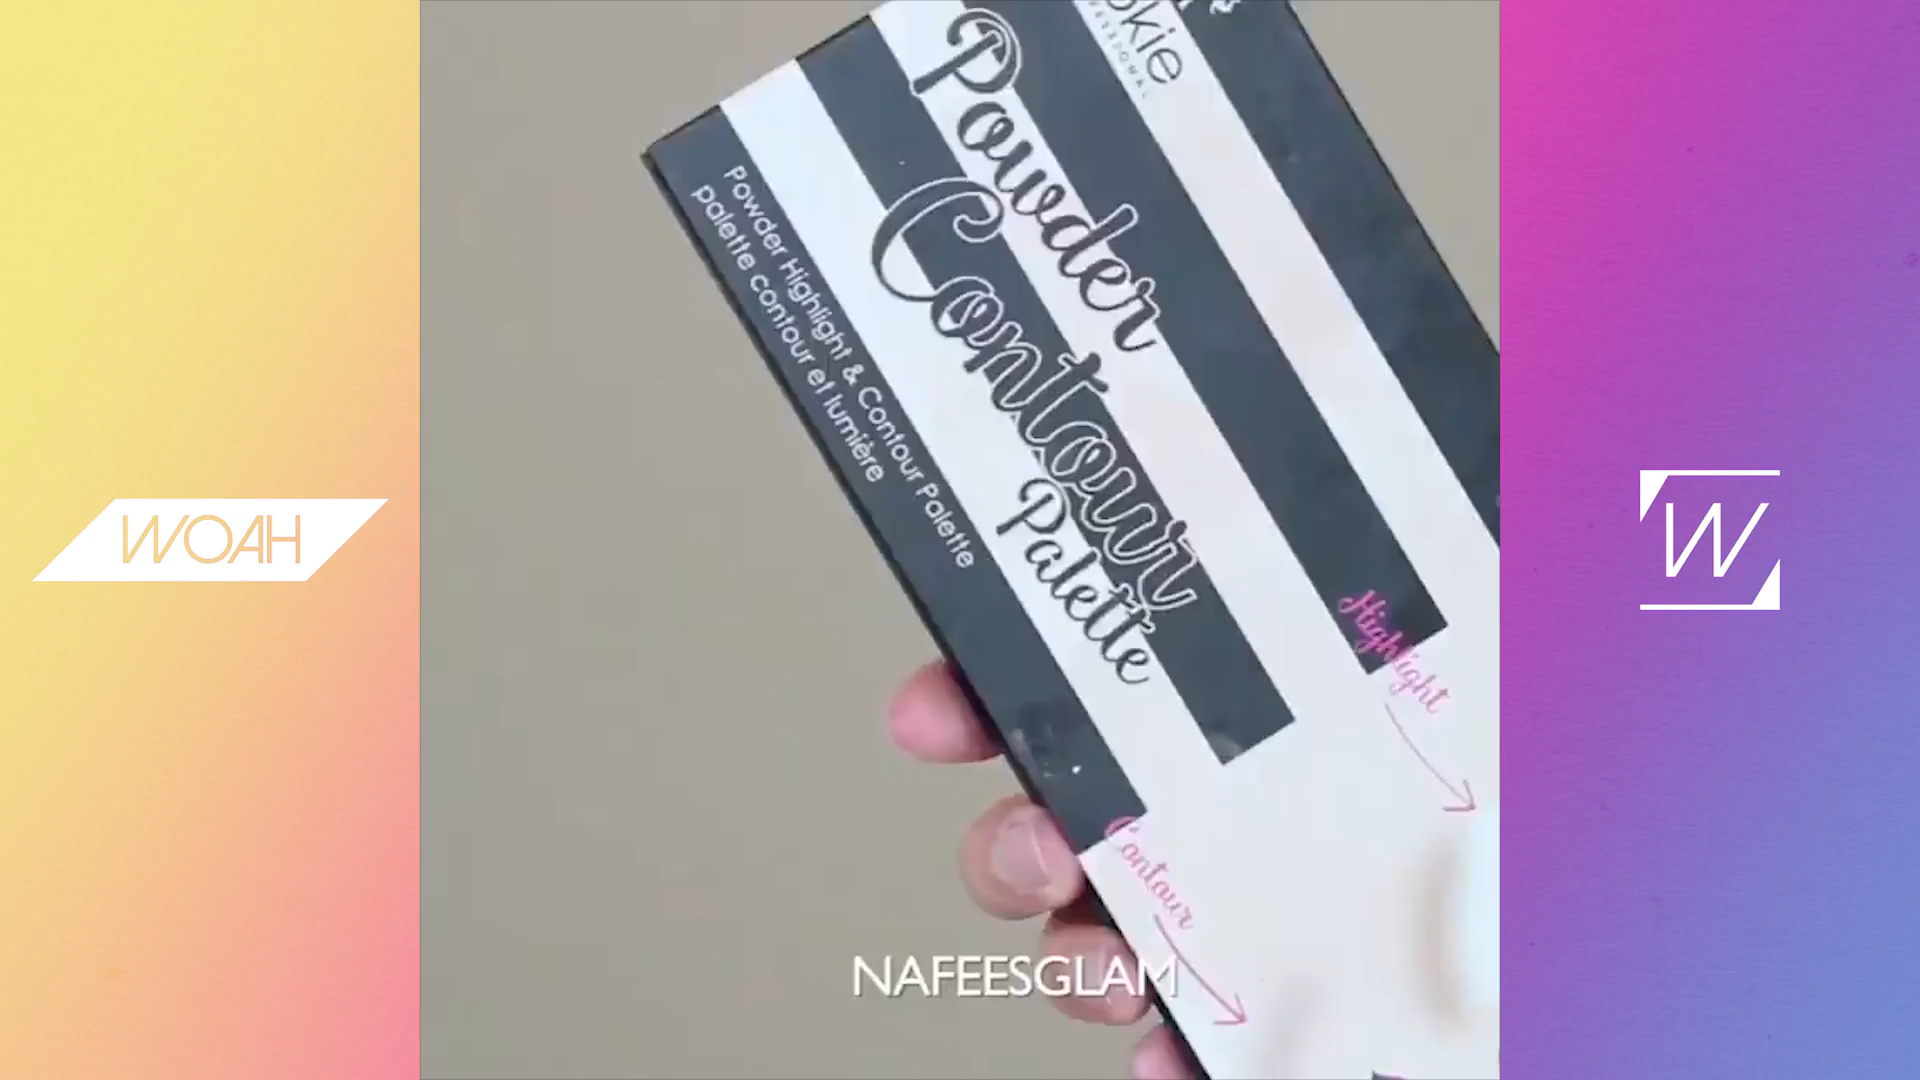 WOAH
Powder
Contour
Palette
Powder Highlight & Contour Palette
palette contour et lumière
Highlight
Contour
NAFEESGLAM
W